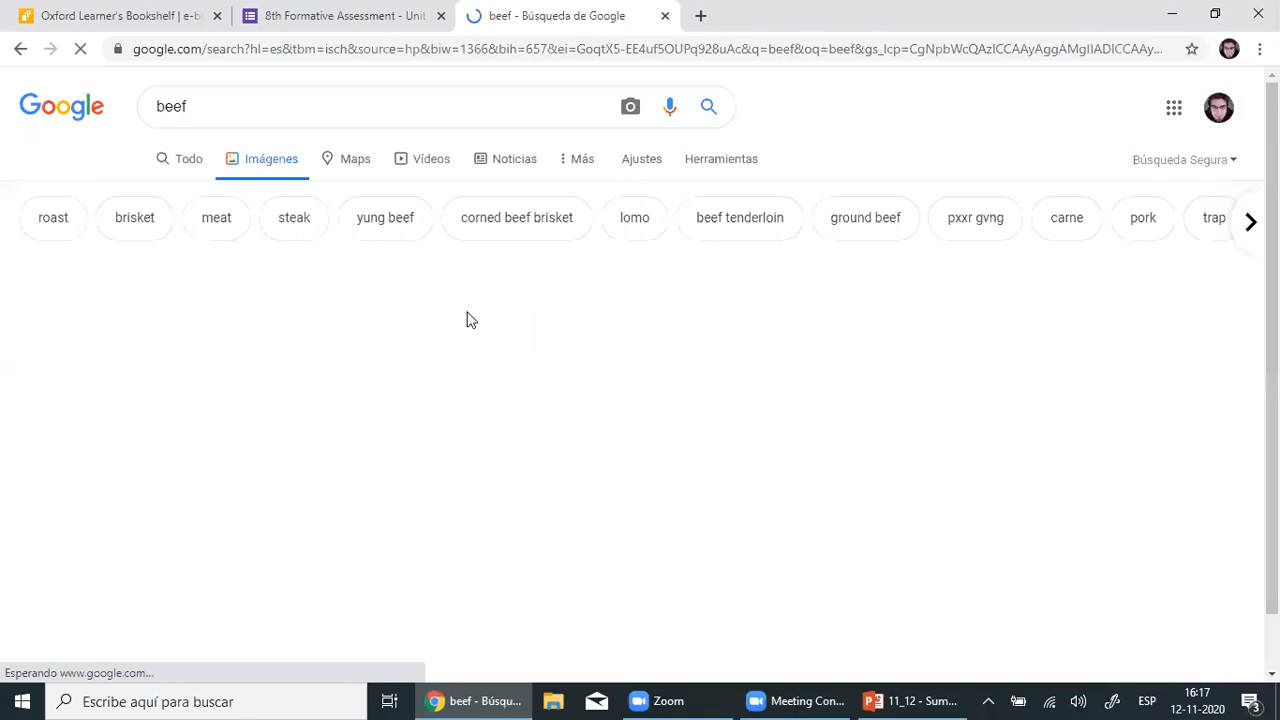 Oxford Learner's Bookshelf | e-b
8th Formative Assessment - Unit
beef - Búsqueda de Google
google.com/search?hl=es&tbm=isch&source=hp&biw=1366&bih=657&ei=GoqtX5-EE4uf5OUPq928uAc&q=beef&oq=beef&gs_lcp=CgNpbWcQAzICCAAyAggAMgIIADICCAAy...
Google
beef
Todo Imágenes Maps Vídeos Noticias Más Ajustes Herramientas Búsqueda Segura
roast brisket meat steak yung beef corned beef brisket lomo beef tenderloin ground beef pxxr gvng carne pork trap
Esperando www.google.com...
Escribe aquí para buscar
beef - Búsqu...
Zoom
Meeting Con...
11_12 - Sum...
ESP
16:17
12-11-2020
3